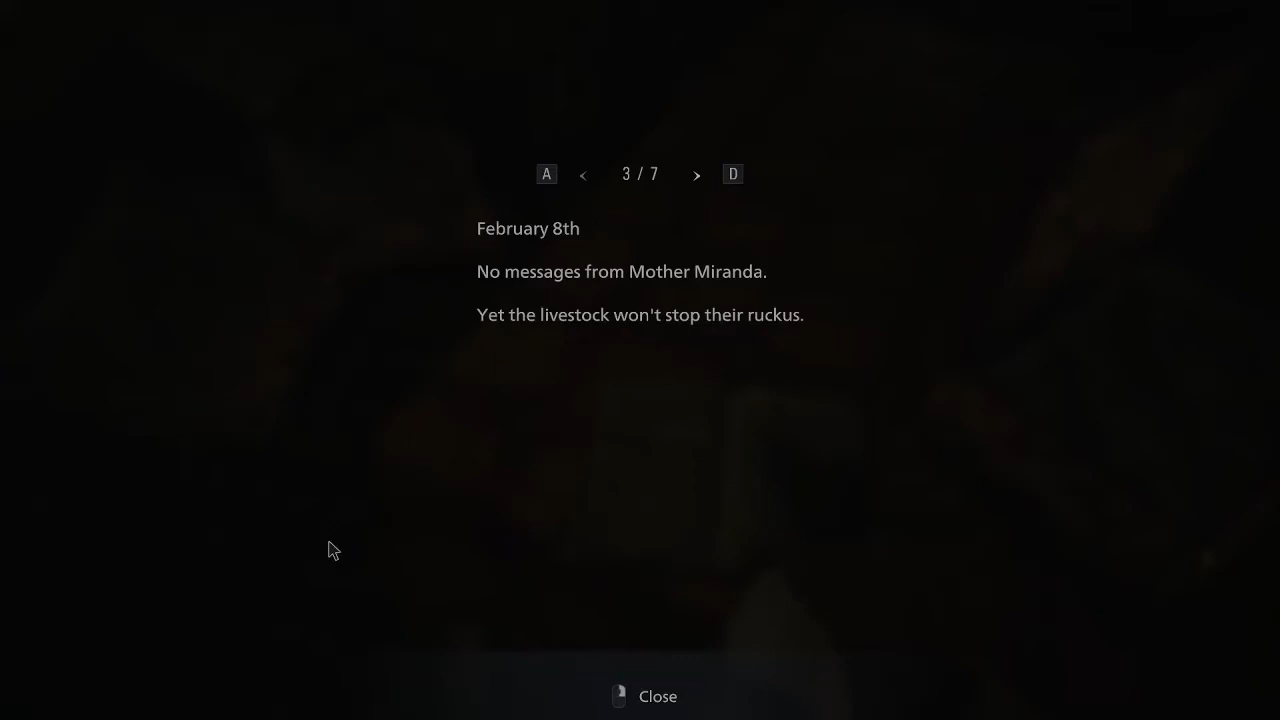 A < 3 / 7 > D
February 8th
No messages from Mother Miranda.
Yet the livestock won't stop their ruckus.
Close